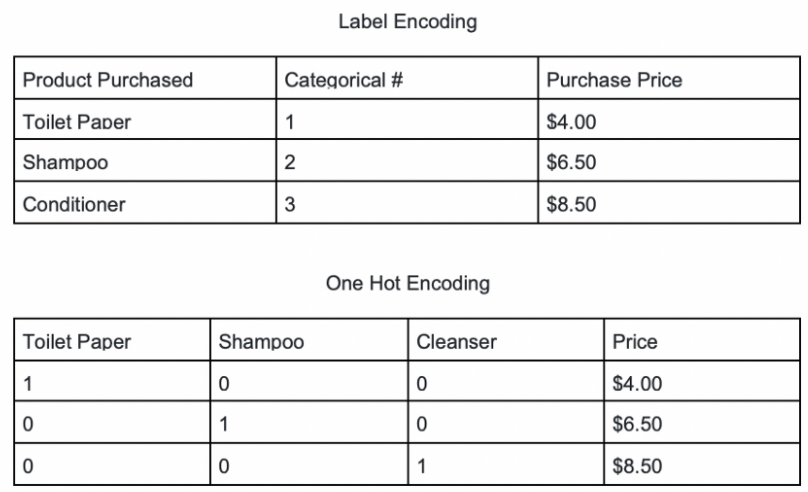 Label Encoding
Product Purchased Categorical # Purchase Price
Toilet Paper 1 $4.00
Shampoo 2 $6.50
Conditioner 3 $8.50
One Hot Encoding
Toilet Paper Shampoo Cleanser Price
1 0 0 $4.00
0 1 0 $6.50
0 0 1 $8.50